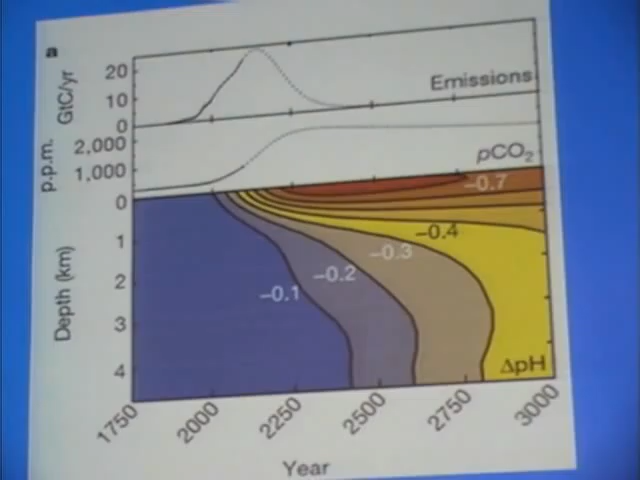 a
GtC/yr
20
10
0
Emissions
p.p.m.
2,000
1,000
pCO₂
Depth (km)
0
1
2
3
4
−0.7
−0.4
−0.3
−0.2
−0.1
ΔpH
1750
2000
2250
2500
2750
3000
Year